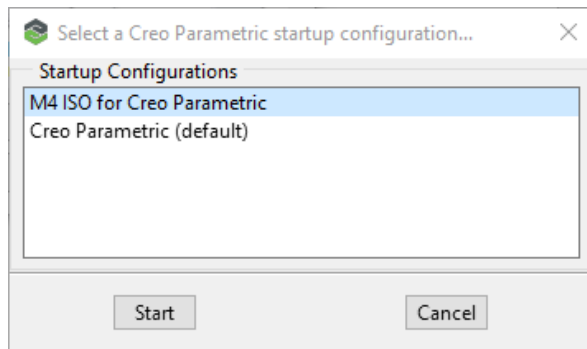 Select a Creo Parametric startup configuration...
Startup Configurations
M4 ISO for Creo Parametric
Creo Parametric (default)
Start
Cancel